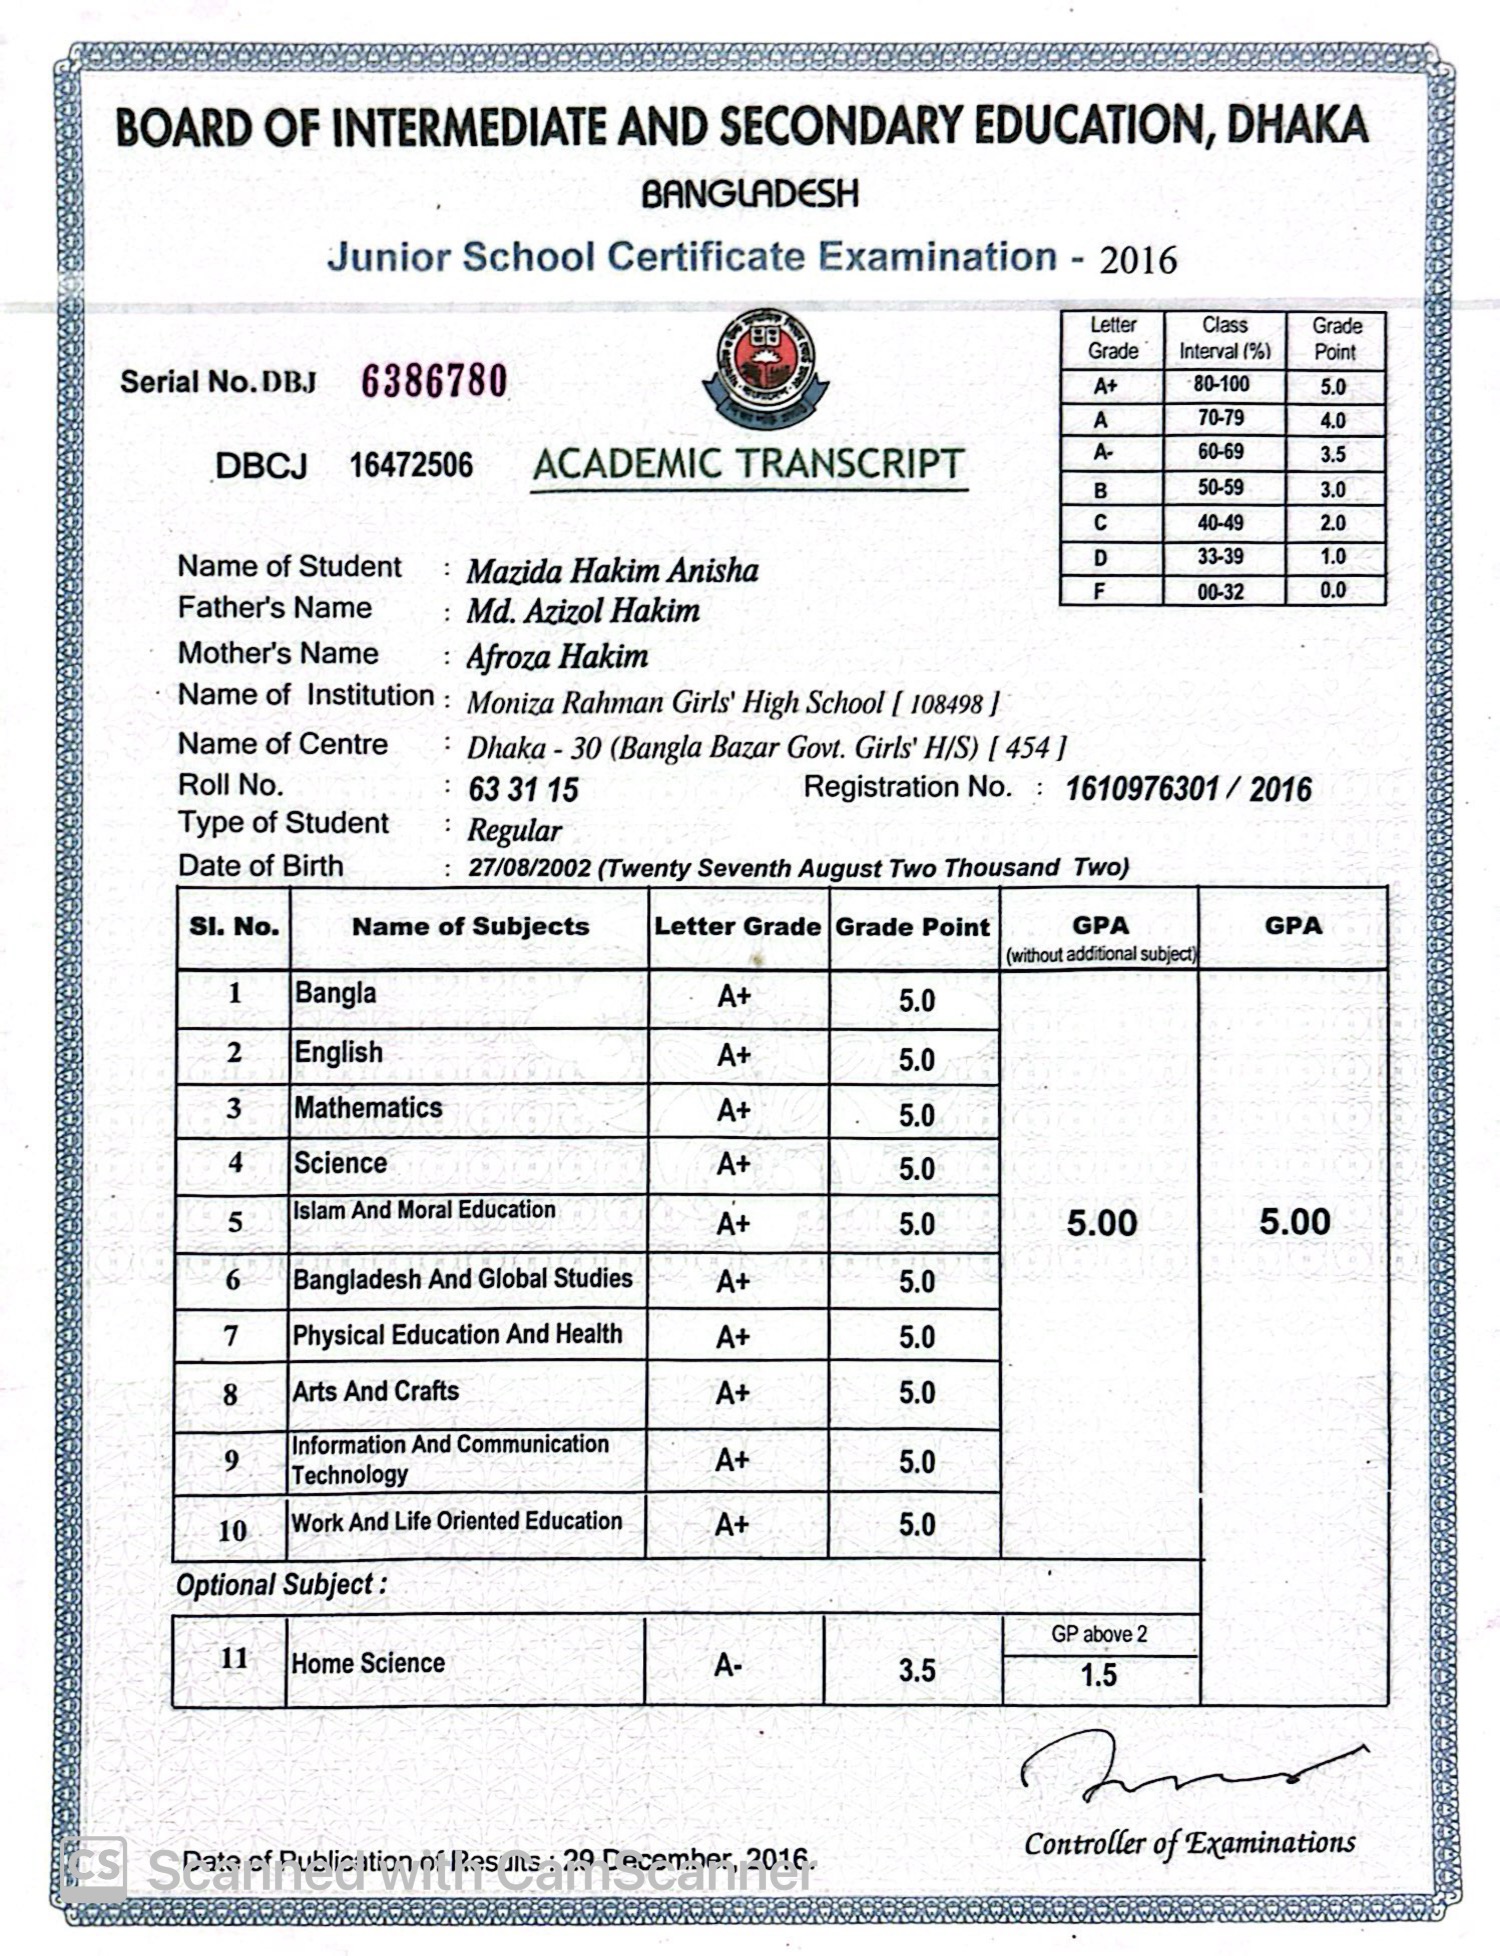 BOARD OF INTERMEDIATE AND SECONDARY EDUCATION, DHAKA
BANGLADESH
Junior School Certificate Examination - 2016
Serial No. DBJ 6386780
DBCJ 16472506
ACADEMIC TRANSCRIPT
Letter Grade Class Interval (%) Grade Point
A+ 80-100 5.0
A 70-79 4.0
A- 60-69 3.5
B 50-59 3.0
C 40-49 2.0
D 33-39 1.0
F 00-32 0.0
Name of Student : Mazida Hakim Anisha
Father's Name : Md. Azizol Hakim
Mother's Name : Afroza Hakim
Name of Institution : Moniza Rahman Girls' High School [ 108498 ]
Name of Centre : Dhaka - 30 (Bangla Bazar Govt. Girls' H/S) [ 454 ]
Roll No. : 63 31 15 Registration No. : 1610976301 / 2016
Type of Student : Regular
Date of Birth : 27/08/2002 (Twenty Seventh August Two Thousand Two)
Sl. No. Name of Subjects Letter Grade Grade Point GPA (without additional subject) GPA
1 Bangla A+ 5.0
2 English A+ 5.0
3 Mathematics A+ 5.0
4 Science A+ 5.0
5 Islam And Moral Education A+ 5.0 5.00 5.00
6 Bangladesh And Global Studies A+ 5.0
7 Physical Education And Health A+ 5.0
8 Arts And Crafts A+ 5.0
9 Information And Communication Technology A+ 5.0
10 Work And Life Oriented Education A+ 5.0
Optional Subject :
11 Home Science A- 3.5 GP above 2 1.5
Controller of Examinations
Date of Publication of Results : 29 December, 2016.
CS Scanned with CamScanner